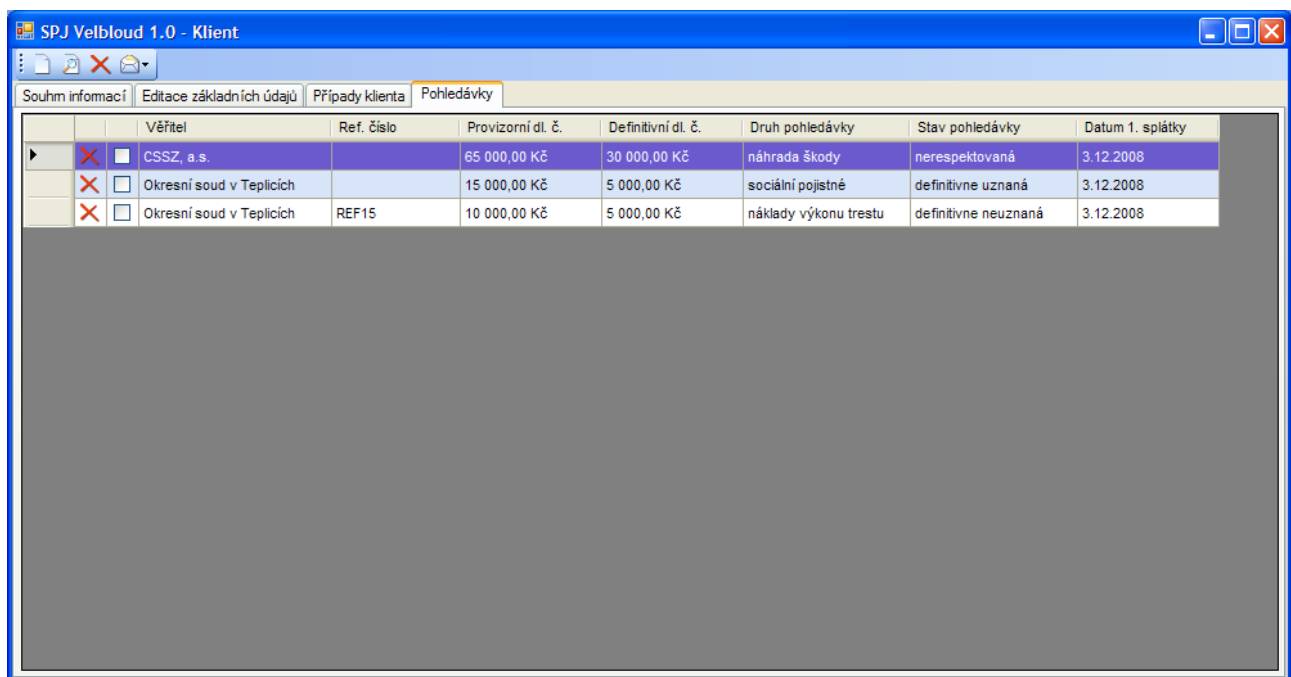 SPJ Velbloud 1.0 - Klient
Souhrn informací Editace základních údajů Případy klienta Pohledávky
Věřitel Ref. číslo Provizorní dl. č. Definitivní dl. č. Druh pohledávky Stav pohledávky Datum 1. splátky
CSSZ, a.s. 65 000,00 Kč 30 000,00 Kč náhrada škody nerespektovaná 3.12.2008
Okresní soud v Teplicích 15 000,00 Kč 5 000,00 Kč sociální pojistné definitivne uznaná 3.12.2008
Okresní soud v Teplicích REF15 10 000,00 Kč 5 000,00 Kč náklady výkonu trestu definitivne neuznaná 3.12.2008